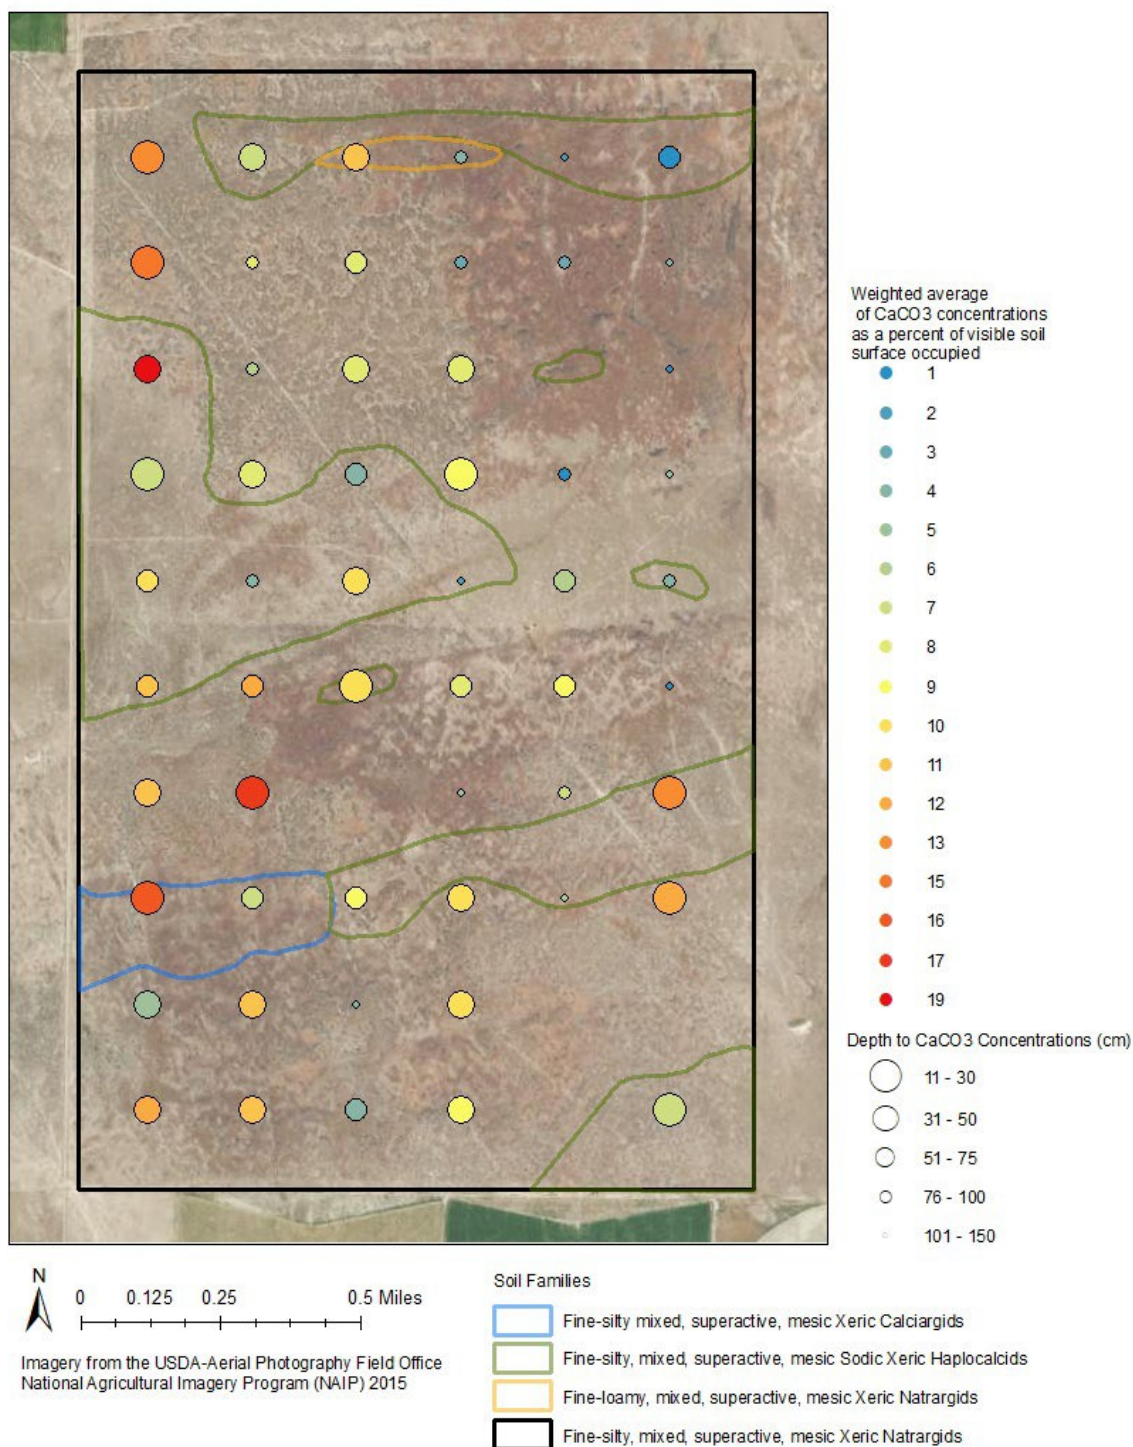 Weighted average
of CaCO3 concentrations
as a percent of visible soil
surface occupied
1
2
3
4
5
6
7
8
9
10
11
12
13
15
16
17
19
Depth to CaCO3 Concentrations (cm)
11 - 30
31 - 50
51 - 75
76 - 100
101 - 150
N
0 0.125 0.25 0.5 Miles
Imagery from the USDA-Aerial Photography Field Office
National Agricultural Imagery Program (NAIP) 2015
Soil Families
Fine-silty mixed, superactive, mesic Xeric Calciargids
Fine-silty, mixed, superactive, mesic Sodic Xeric Haplocalcids
Fine-loamy, mixed, superactive, mesic Xeric Natrargids
Fine-silty, mixed, superactive, mesic Xeric Natrargids